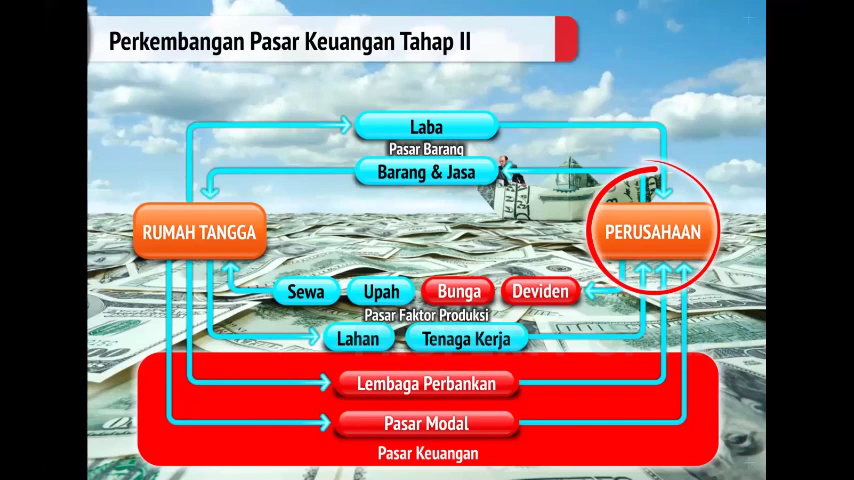 Perkembangan Pasar Keuangan Tahap II
Laba
Pasar Barang
Barang & Jasa
RUMAH TANGGA
PERUSAHAAN
Sewa
Upah
Bunga
Deviden
Pasar Faktor Produksi
Lahan
Tenaga Kerja
Lembaga Perbankan
Pasar Modal
Pasar Keuangan